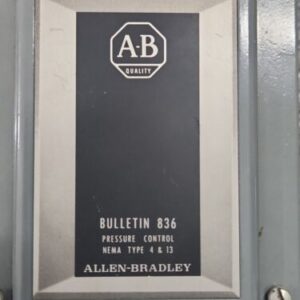 A-B
QUALITY
BULLETIN 836
PRESSURE CONTROL
NEMA TYPE 4 & 13
ALLEN-BRADLEY